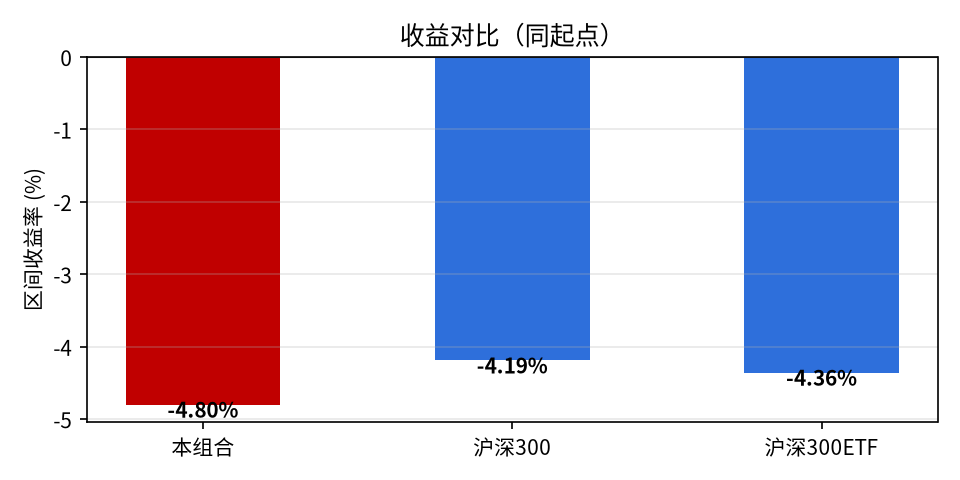 收益对比（同起点）
区间收益率 (%)
0
-1
-2
-3
-4
-5
-4.80%
-4.19%
-4.36%
本组合
沪深300
沪深300ETF